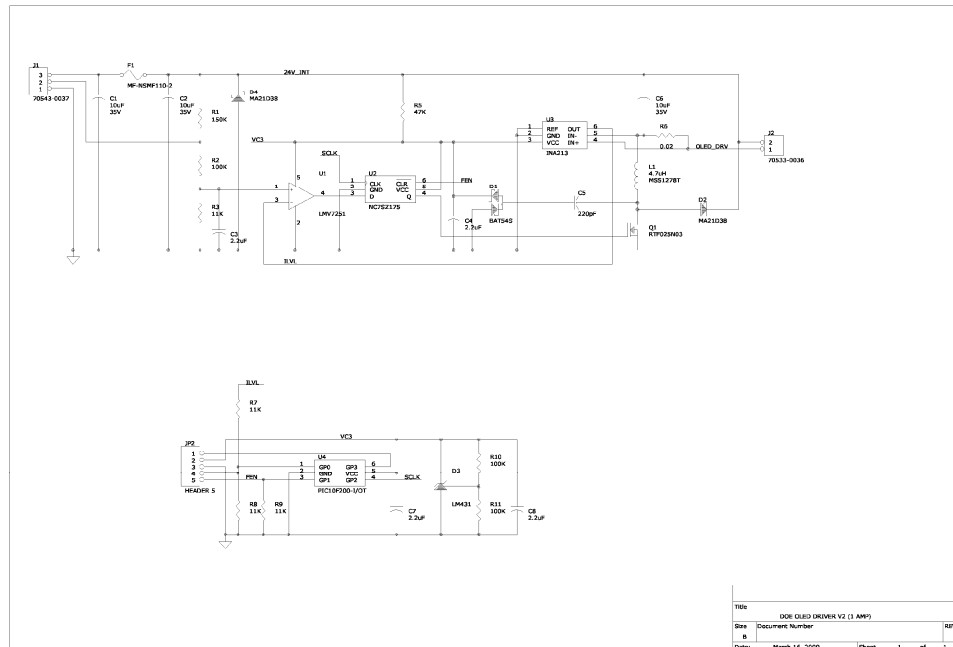 J1
3
2
1
70543-0037
F1
MF-NSMF110-2
C1
10uF
35V
C2
10uF
35V
R1
150K
R2
100K
R3
11K
C3
2.2uF
D4
MA21D38
24V_INT
VC3
SCLK
R5
47K
U1
1
3
4
5
2
LMV7251
U2
1
2
3
CLK
GND
D
CLR
VCC
Q
6
5
4
NC7SZ175
FEN
C4
2.2uF
D1
BAT54S
U3
1
2
3
REF
GND
VCC
OUT
IN-
IN+
6
5
4
INA213
C5
220pF
C6
10uF
35V
R6
0.02
OLED_DRV
L1
4.7uH
MSS1278T
D2
MA21D38
Q1
RTF025N03
J2
2
1
70533-0036
ILVL
ILVL
R7
11K
JP2
1
2
3
4
5
HEADER 5
FEN
R8
11K
R9
11K
VC3
U4
1
2
3
GP0
GND
GP1
GP3
VCC
GP2
6
5
4
PIC10F200-I/OT
SCLK
C7
2.2uF
D3
LM431
R10
100K
R11
100K
C8
2.2uF
Title
DOE OLED DRIVER V2 (1 AMP)
Size
Document Number
B
Date:
Sheet
1
of